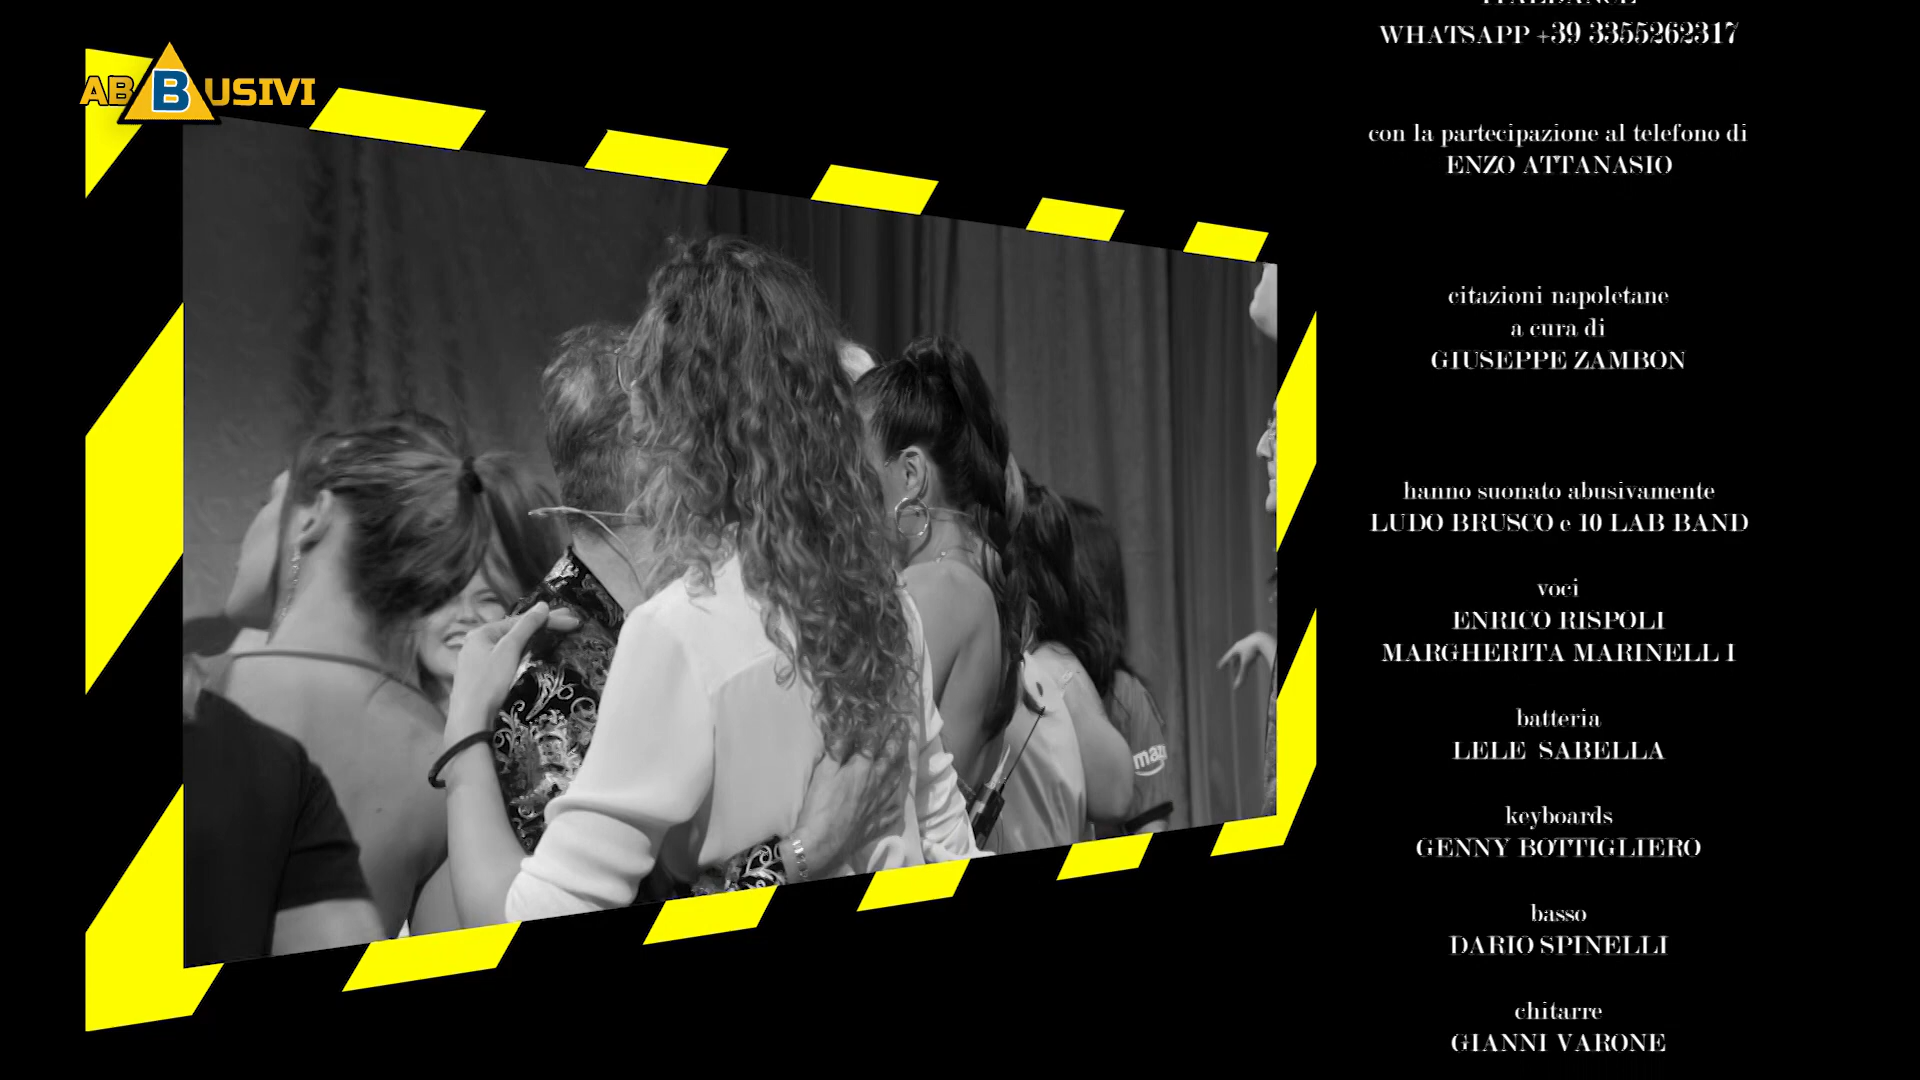 ABBUSIVI
WHATSAPP +39 3355262317
con la partecipazione al telefono di
ENZO ATTANASIO
citazioni napoletane
a cura di
GIUSEPPE ZAMBON
hanno suonato abusivamente
LUDO BRUSCO e 10 LAB BAND
voci
ENRICO RISPOLI
MARGHERITA MARINELL I
batteria
LELE SABELLA
keyboards
GENNY BOTTIGLIERO
basso
DARIO SPINELLI
chitarre
GIANNI VARONE